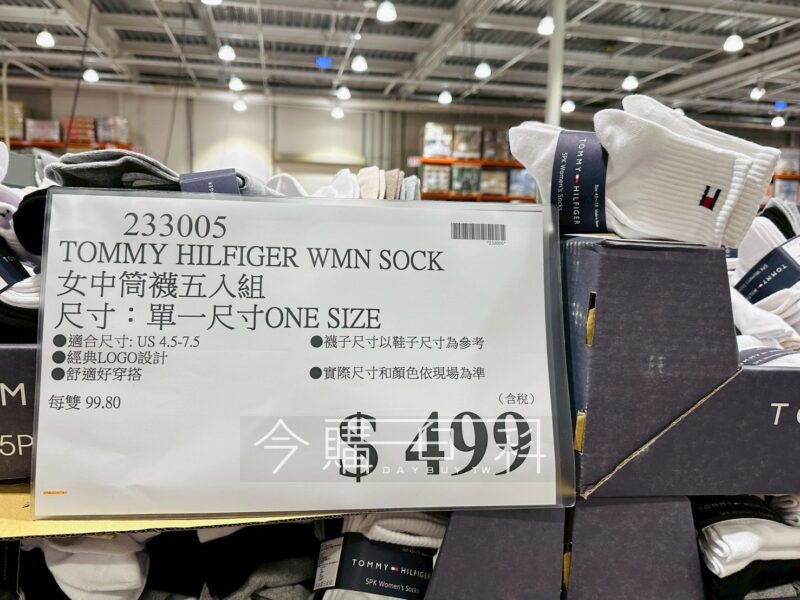 233005
TOMMY HILFIGER WMN SOCK
女中筒襪五入組
尺寸：單一尺寸ONE SIZE
●適合尺寸: US 4.5-7.5
●經典LOGO設計
●舒適好穿搭
●襪子尺寸以鞋子尺寸為參考
●實際尺寸和顏色依現場為準
每雙 99.80
(含稅)
$ 499
今購百科
DAYBUY.TW
TOMMY HILFIGER
5PK Women's Socks
M
5P
TOMMY HILFIGER
5PK Women's Socks